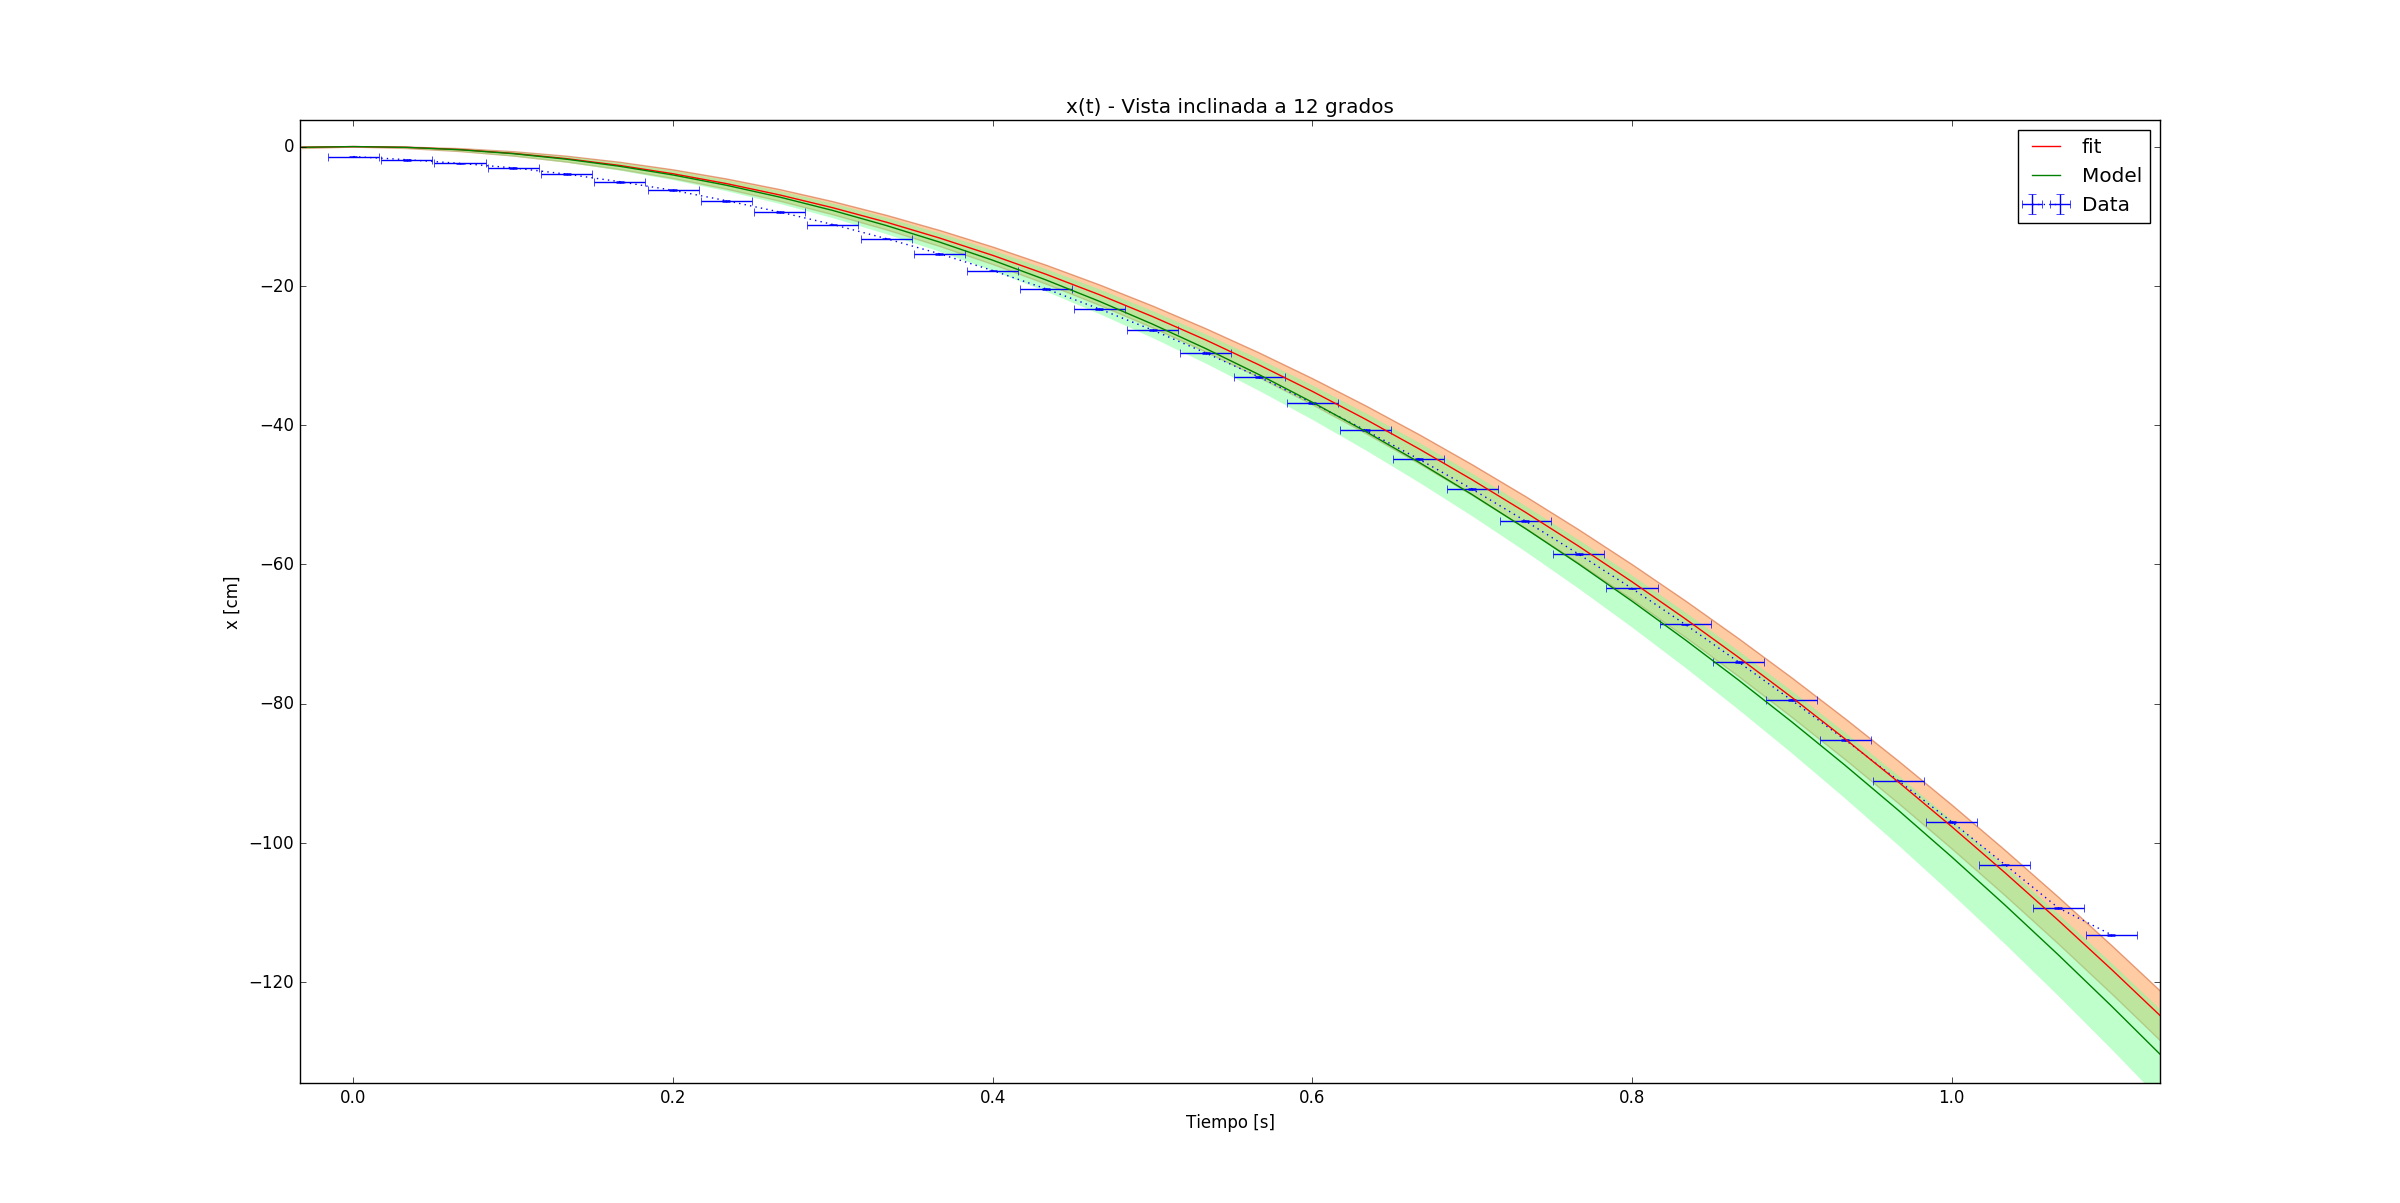 x(t) - Vista inclinada a 12 grados
fit
Model
Data
0
−20
−40
−60
−80
−100
−120
x [cm]
0.0 0.2 0.4 0.6 0.8 1.0
Tiempo [s]